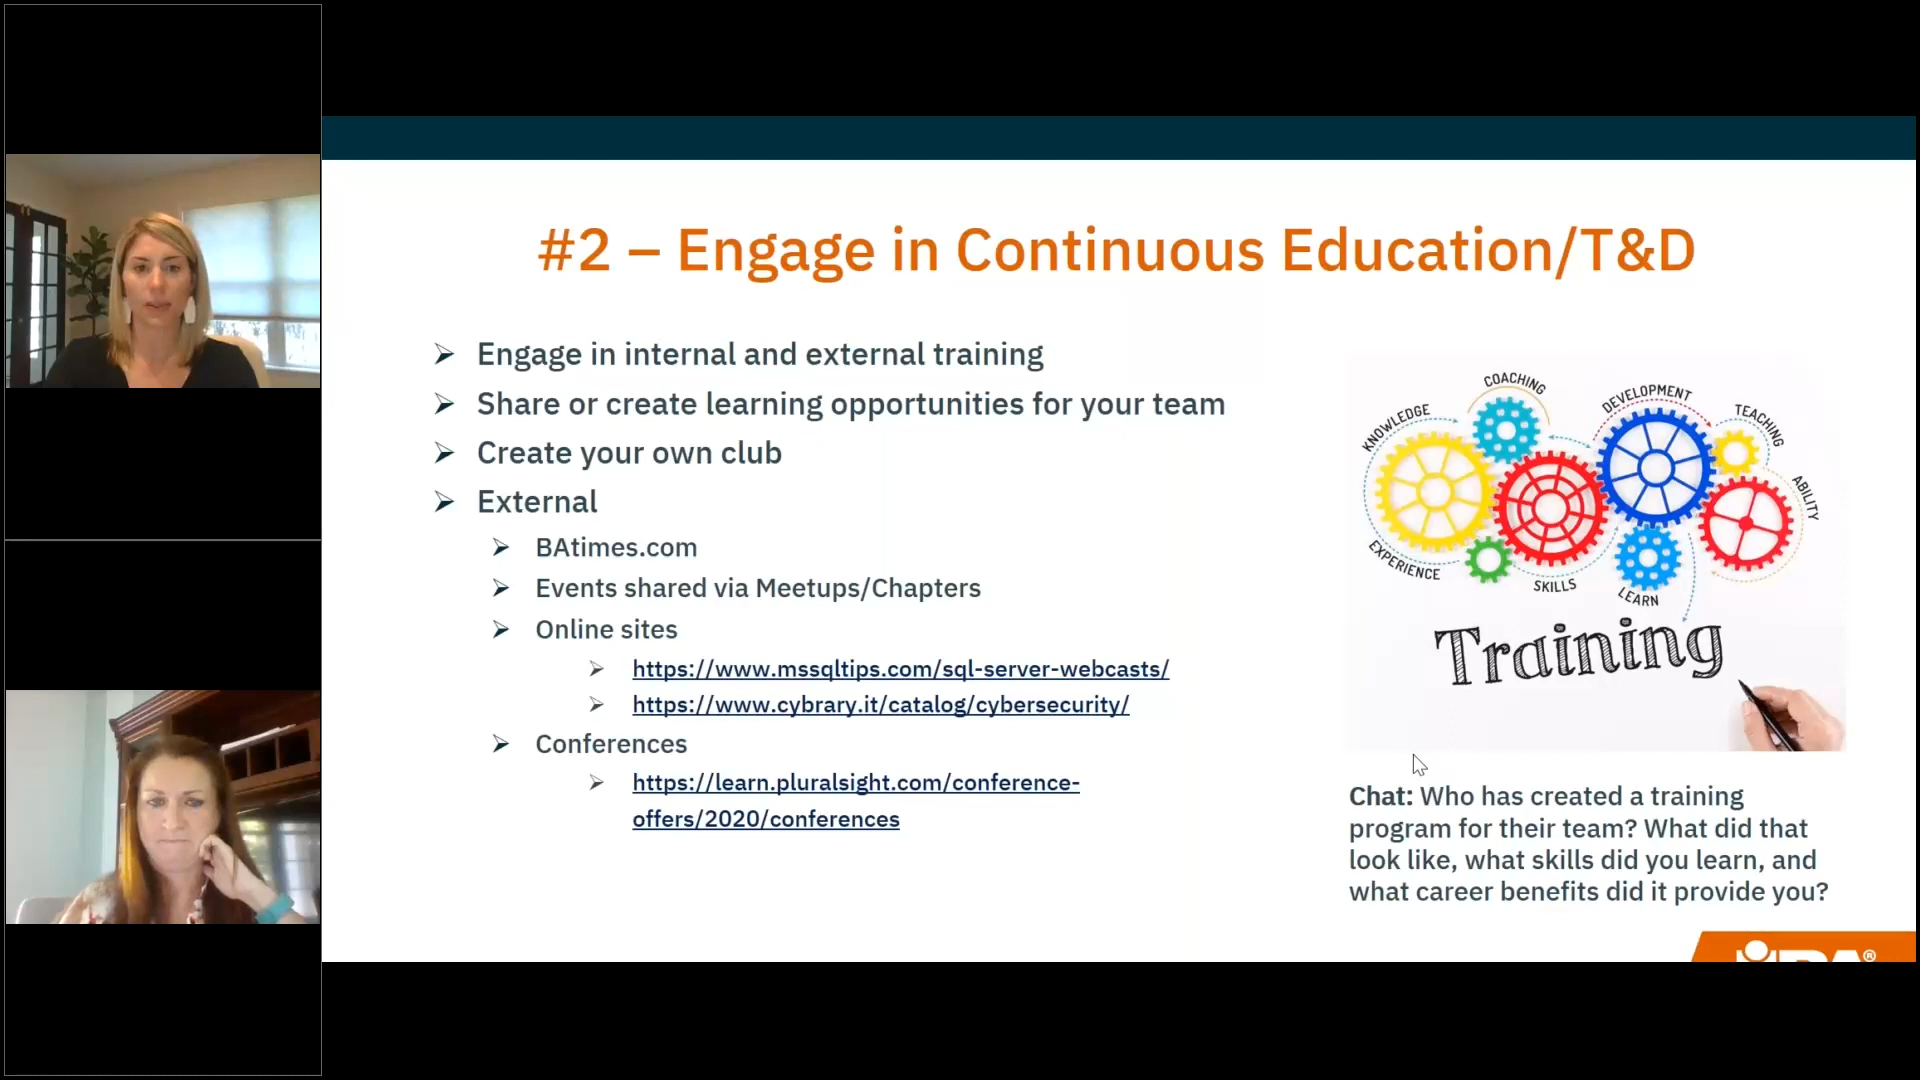 #2 – Engage in Continuous Education/T&D
➢ Engage in internal and external training
➢ Share or create learning opportunities for your team
➢ Create your own club
➢ External
➢ BAtimes.com
➢ Events shared via Meetups/Chapters
➢ Online sites
➢ https://www.mssqltips.com/sql-server-webcasts/
➢ https://www.cybrary.it/catalog/cybersecurity/
➢ Conferences
➢ https://learn.pluralsight.com/conference-
offers/2020/conferences
KNOWLEDGE
COACHING
DEVELOPMENT
TEACHING
ABILITY
EXPERIENCE
SKILLS
LEARN
Training
Chat: Who has created a training
program for their team? What did that
look like, what skills did you learn, and
what career benefits did it provide you?